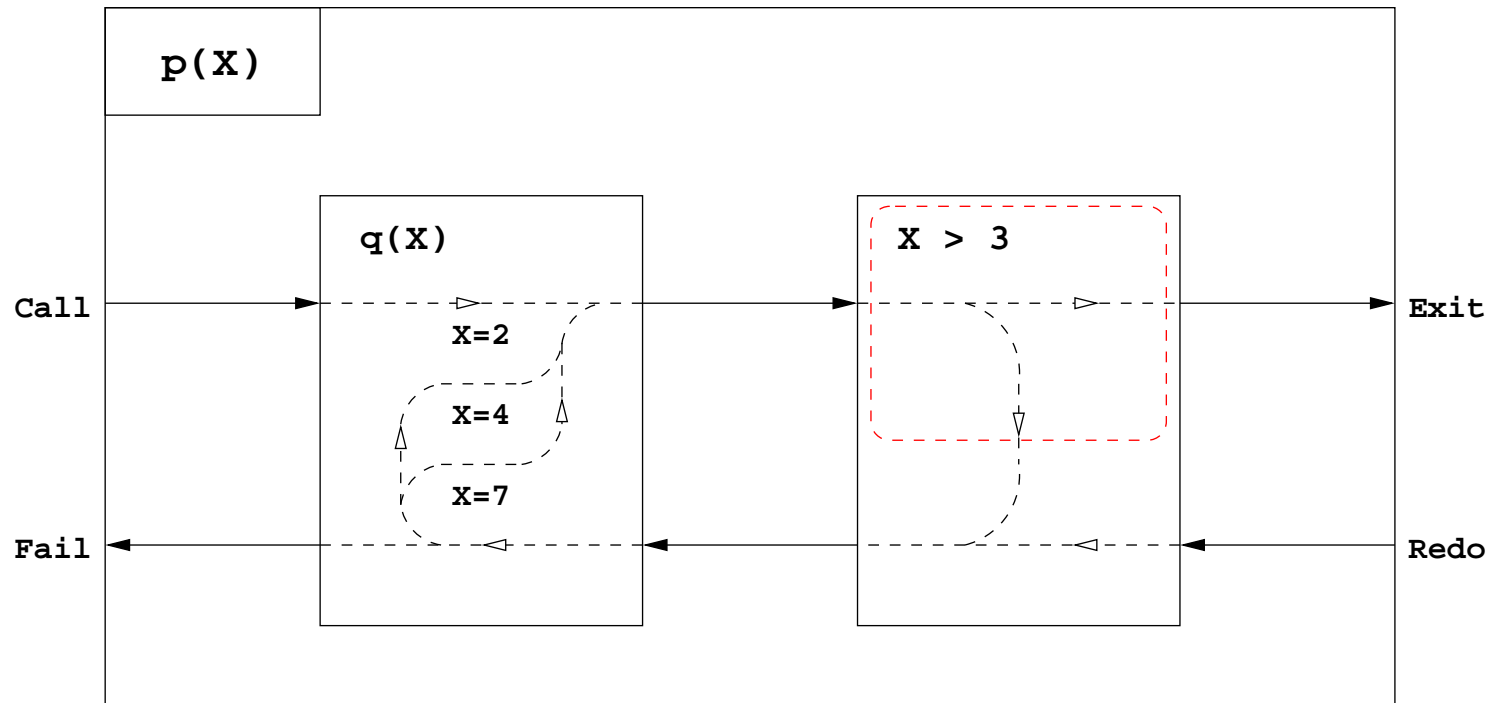 p(X)
q(X)
X > 3
Call
Exit
X=2
X=4
X=7
Fail
Redo